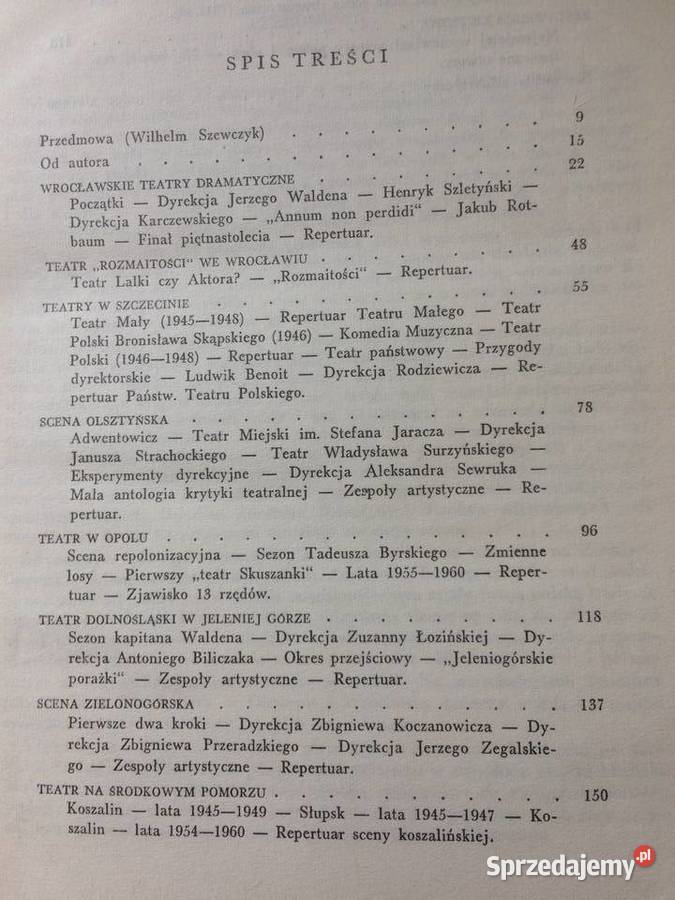 SPIS TREŚCI
Przedmowa (Wilhelm Szewczyk) . . . . . . . . . 9
Od autora . . . . . . . . . . . . . 15
WROCŁAWSKIE TEATRY DRAMATYCZNE . . . . . . . . 22
Początki — Dyrekcja Jerzego Waldena — Henryk Szletyński —
Dyrekcja Karczewskiego — „Annum non perdidi“ — Jakub Rot-
baum — Finał piętnastolecia — Repertuar.
TEATR „ROZMAITOŚCI“ WE WROCŁAWIU . . . . . . . . 48
Teatr Lalki czy Aktora? — „Rozmaitości“ — Repertuar.
TEATRY W SZCZECINIE . . . . . . . . . . . . 55
Teatr Mały (1945—1948) — Repertuar Teatru Małego — Teatr
Polski Bronisława Skąpskiego (1946) — Komedia Muzyczna — Teatr
Polski (1946—1948) — Repertuar — Teatr państwowy — Przygody
dyrektorskie — Ludwik Benoit — Dyrekcja Rodziewicza — Re-
pertuar Państw. Teatru Polskiego.
SCENA OLSZTYŃSKA . . . . . . . . . . . . 78
Adwentowicz — Teatr Miejski im. Stefana Jaracza — Dyrekcja
Janusza Strachockiego — Teatr Władysława Surzyńskiego —
Eksperymenty dyrekcyjne — Dyrekcja Aleksandra Sewruka —
Mała antologia krytyki teatralnej — Zespoły artystyczne — Re-
pertuar.
TEATR W OPOLU . . . . . . . . . . . . . 96
Scena repolonizacyjna — Sezon Tadeusza Byrskiego — Zmienne
losy — Pierwszy „teatr Skuszanki“ — Lata 1955—1960 — Reper-
tuar — Zjawisko 13 rzędów.
TEATR DOLNOŚLĄSKI W JELENIEJ GÓRZE . . . . . . . . 118
Sezon kapitana Waldena — Dyrekcja Zuzanny Łozińskiej — Dy-
rekcja Antoniego Biliczaka — Okres przejściowy — „Jeleniogórskie
porażki“ — Zespoły artystyczne — Repertuar.
SCENA ZIELONOGÓRSKA . . . . . . . . . . . 137
Pierwsze dwa kroki — Dyrekcja Zbigniewa Koczanowicza — Dy-
rekcja Zbigniewa Przeradzkiego — Dyrekcja Jerzego Zegalskie-
go — Zespoły artystyczne — Repertuar.
TEATR NA ŚRODKOWYM POMORZU . . . . . . . . . 150
Koszalin — lata 1945—1949 — Słupsk — lata 1945—1947 — Ko-
szalin — lata 1954—1960 — Repertuar sceny koszalińskiej.
Sprzedajemy.pl